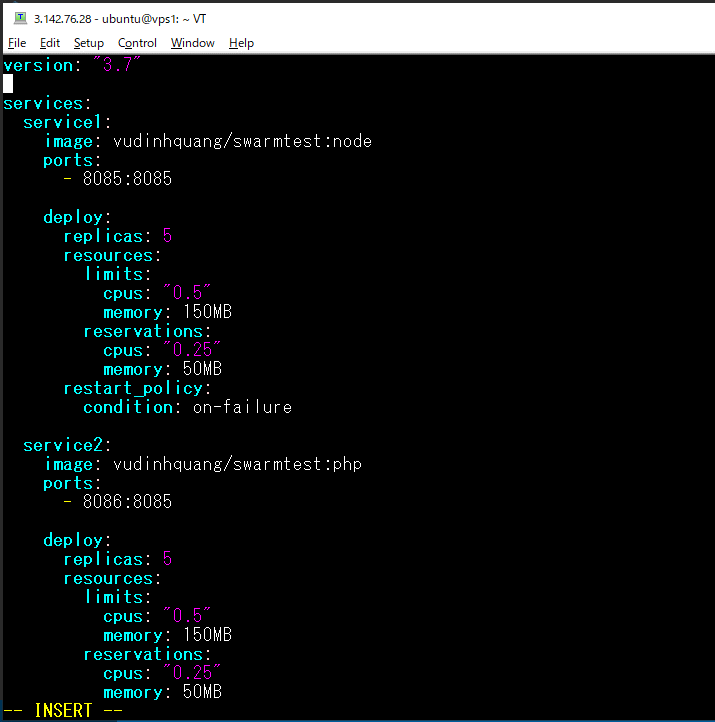 3.142.76.28 - ubuntu@vps1: ~ VT
File Edit Setup Control Window Help
version: "3.7"
services:
  service1:
    image: vudinhquang/swarmtest:node
    ports:
      - 8085:8085
    deploy:
      replicas: 5
      resources:
        limits:
          cpus: "0.5"
          memory: 150MB
        reservations:
          cpus: "0.25"
          memory: 50MB
      restart_policy:
        condition: on-failure
  service2:
    image: vudinhquang/swarmtest:php
    ports:
      - 8086:8085
    deploy:
      replicas: 5
      resources:
        limits:
          cpus: "0.5"
          memory: 150MB
        reservations:
          cpus: "0.25"
          memory: 50MB
-- INSERT --